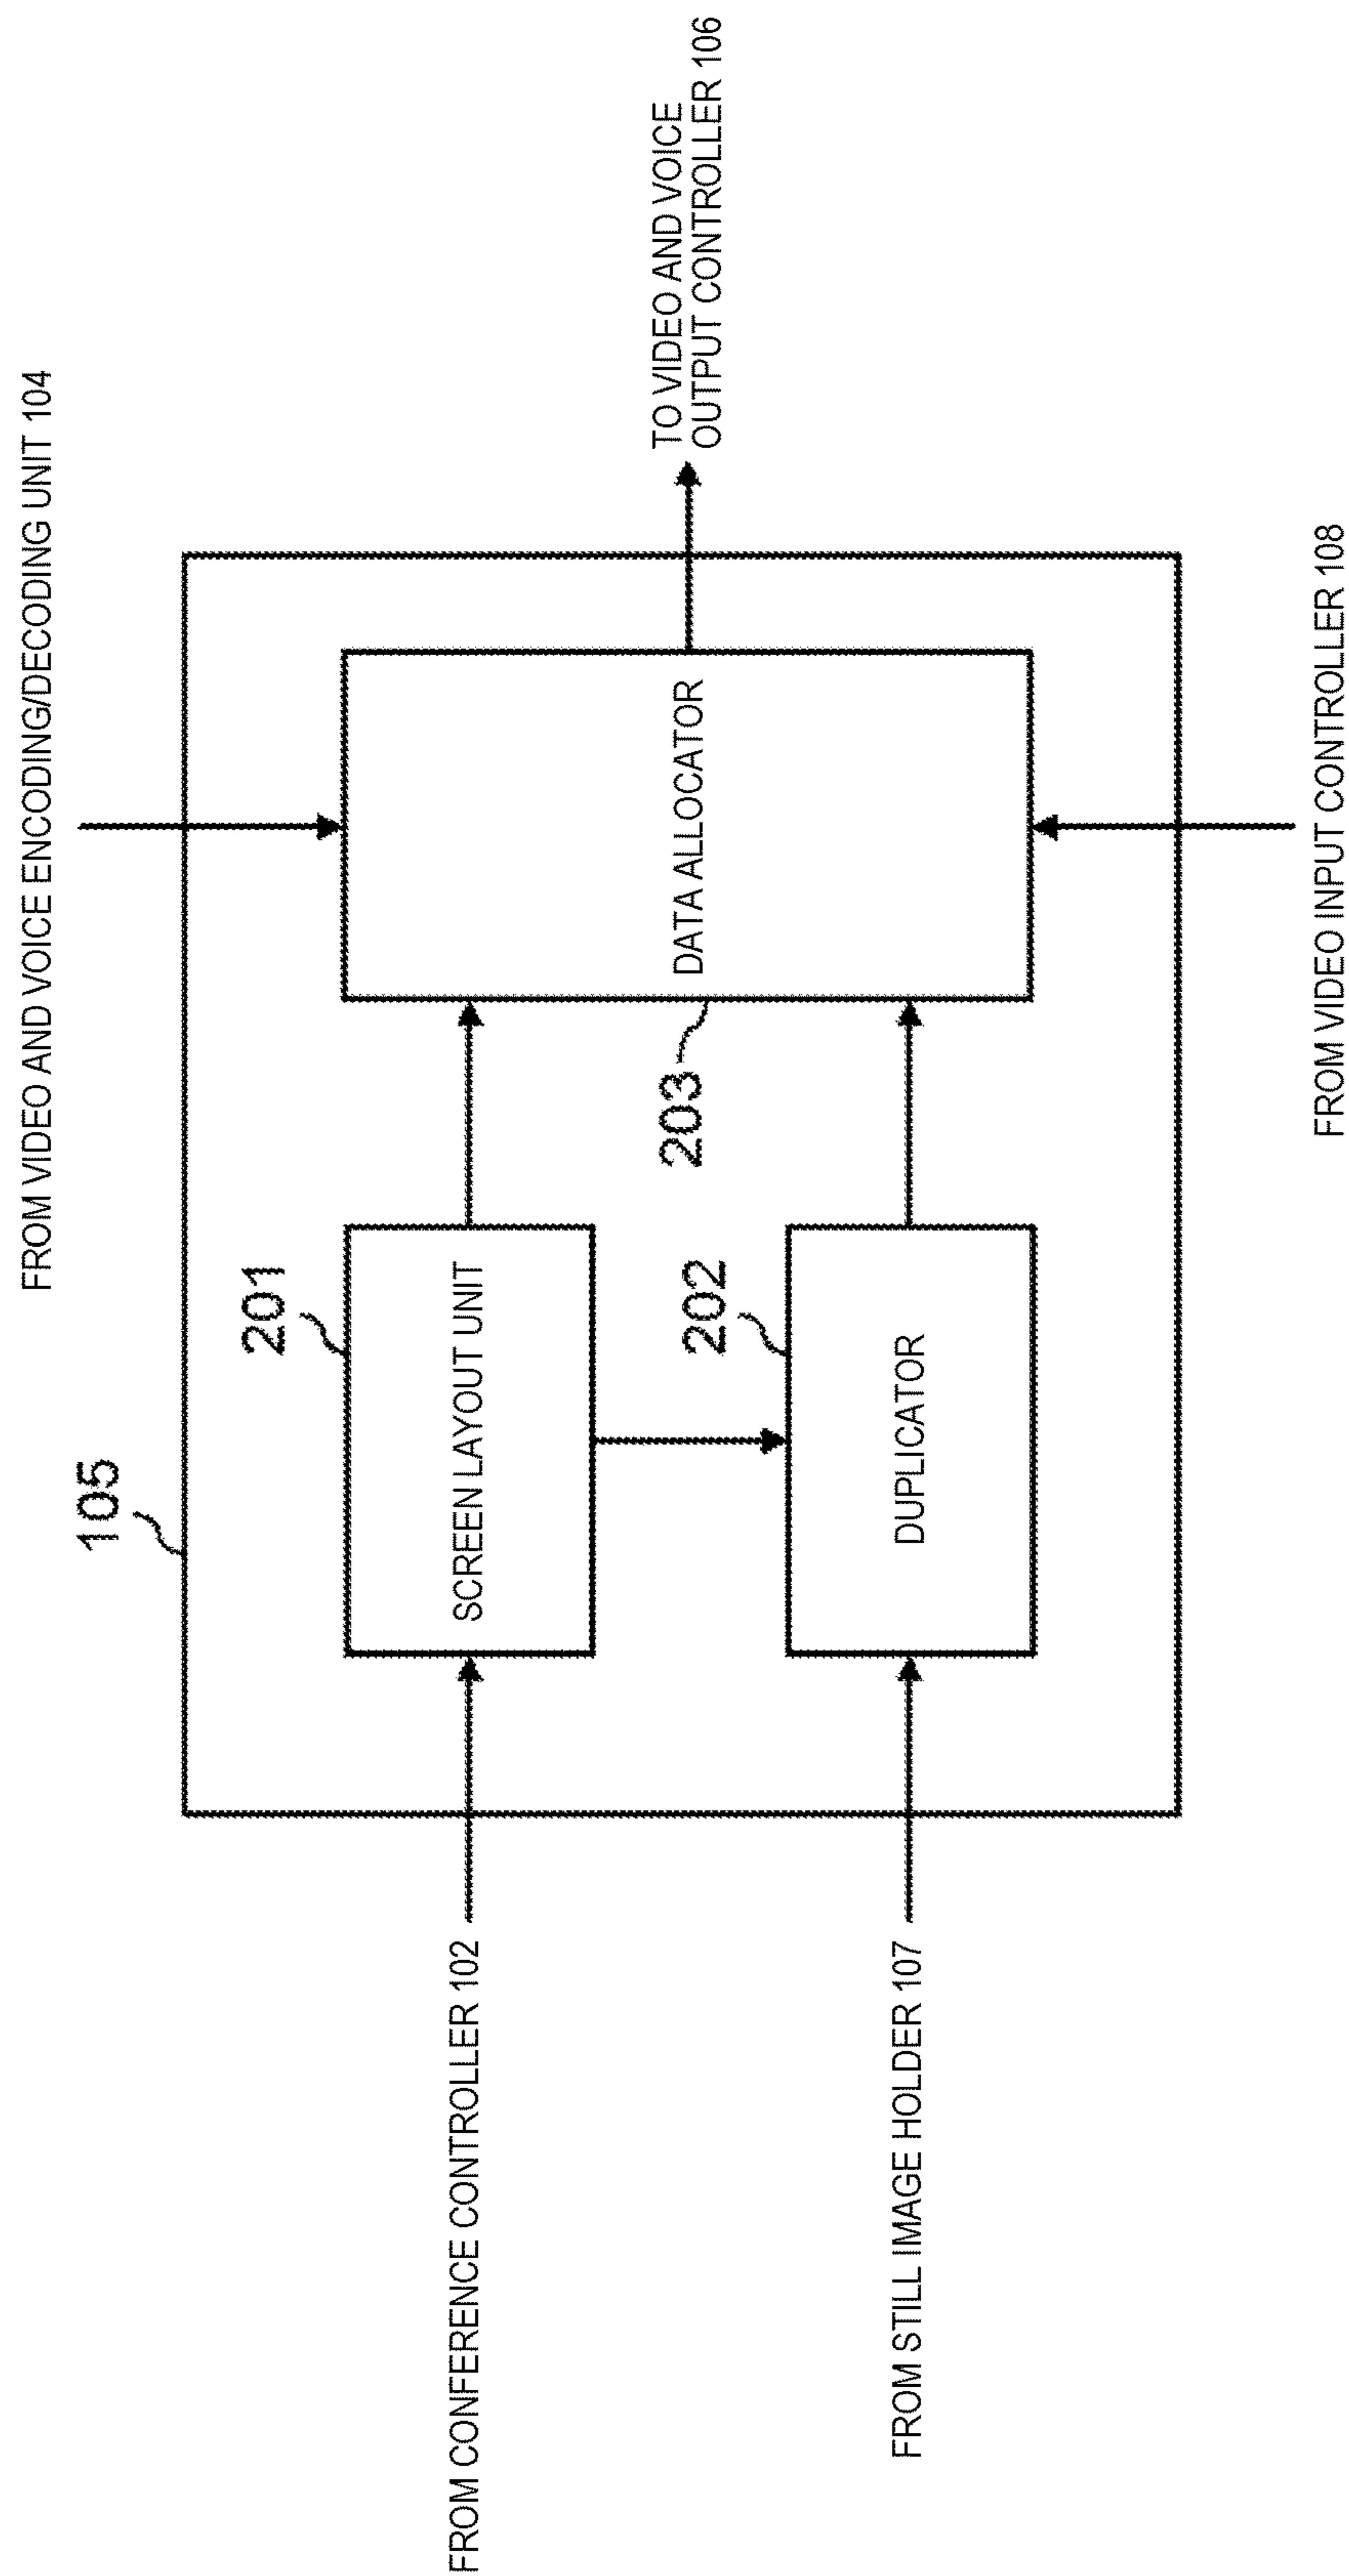 FROM VIDEO AND VOICE ENCODING/DECODING UNIT 104
105
201
SCREEN LAYOUT UNIT
FROM CONFERENCE CONTROLLER 102
203
DATA ALLOCATOR
TO VIDEO AND VOICE
OUTPUT CONTROLLER 106
202
DUPLICATOR
FROM STILL IMAGE HOLDER 107
FROM VIDEO INPUT CONTROLLER 108